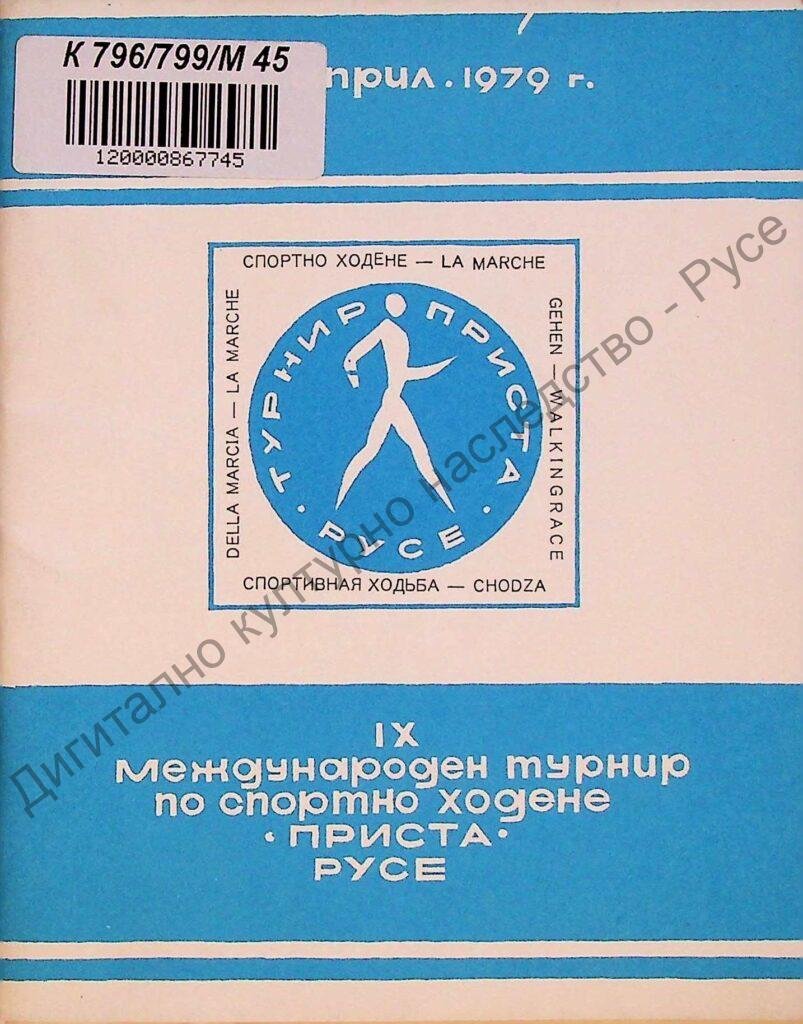 К 796/799/М 45
120000867745
прил . 1979 г.
СПОРТНО ХОДЕНЕ — LA MARCHE
DELLA MARCIA — LA MARCHE
GEHEN — WALKINGRACE
ТУРНИР ПРИСТА
· РУСЕ ·
СПОРТИВНАЯ ХОДЬБА — CHODZA
IX
Международен турнир
по спортно ходене
· ПРИСТА ·
РУСЕ
Дигитално културно наследство - Русе